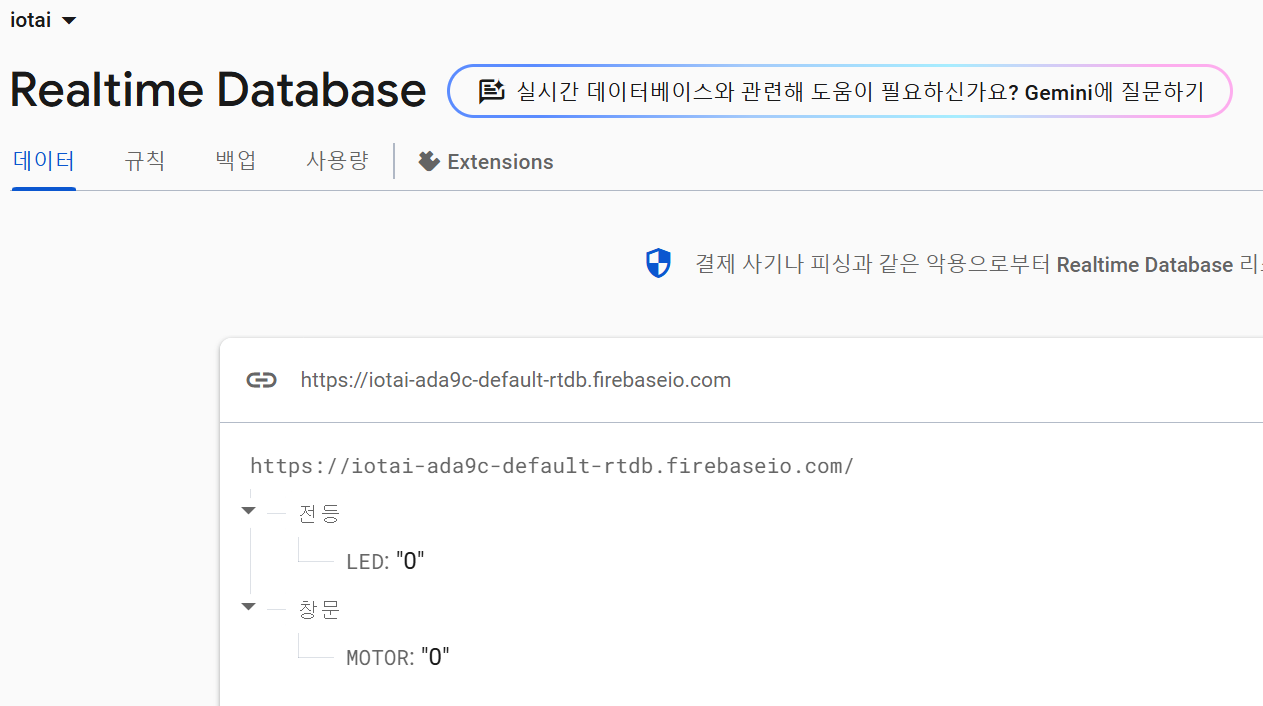 iotai
Realtime Database
실시간 데이터베이스와 관련해 도움이 필요하신가요? Gemini에 질문하기
데이터 규칙 백업 사용량 Extensions
결제 사기나 피싱과 같은 악용으로부터 Realtime Database
https://iotai-ada9c-default-rtdb.firebaseio.com
https://iotai-ada9c-default-rtdb.firebaseio.com/
전등
LED: "0"
창문
MOTOR: "0"